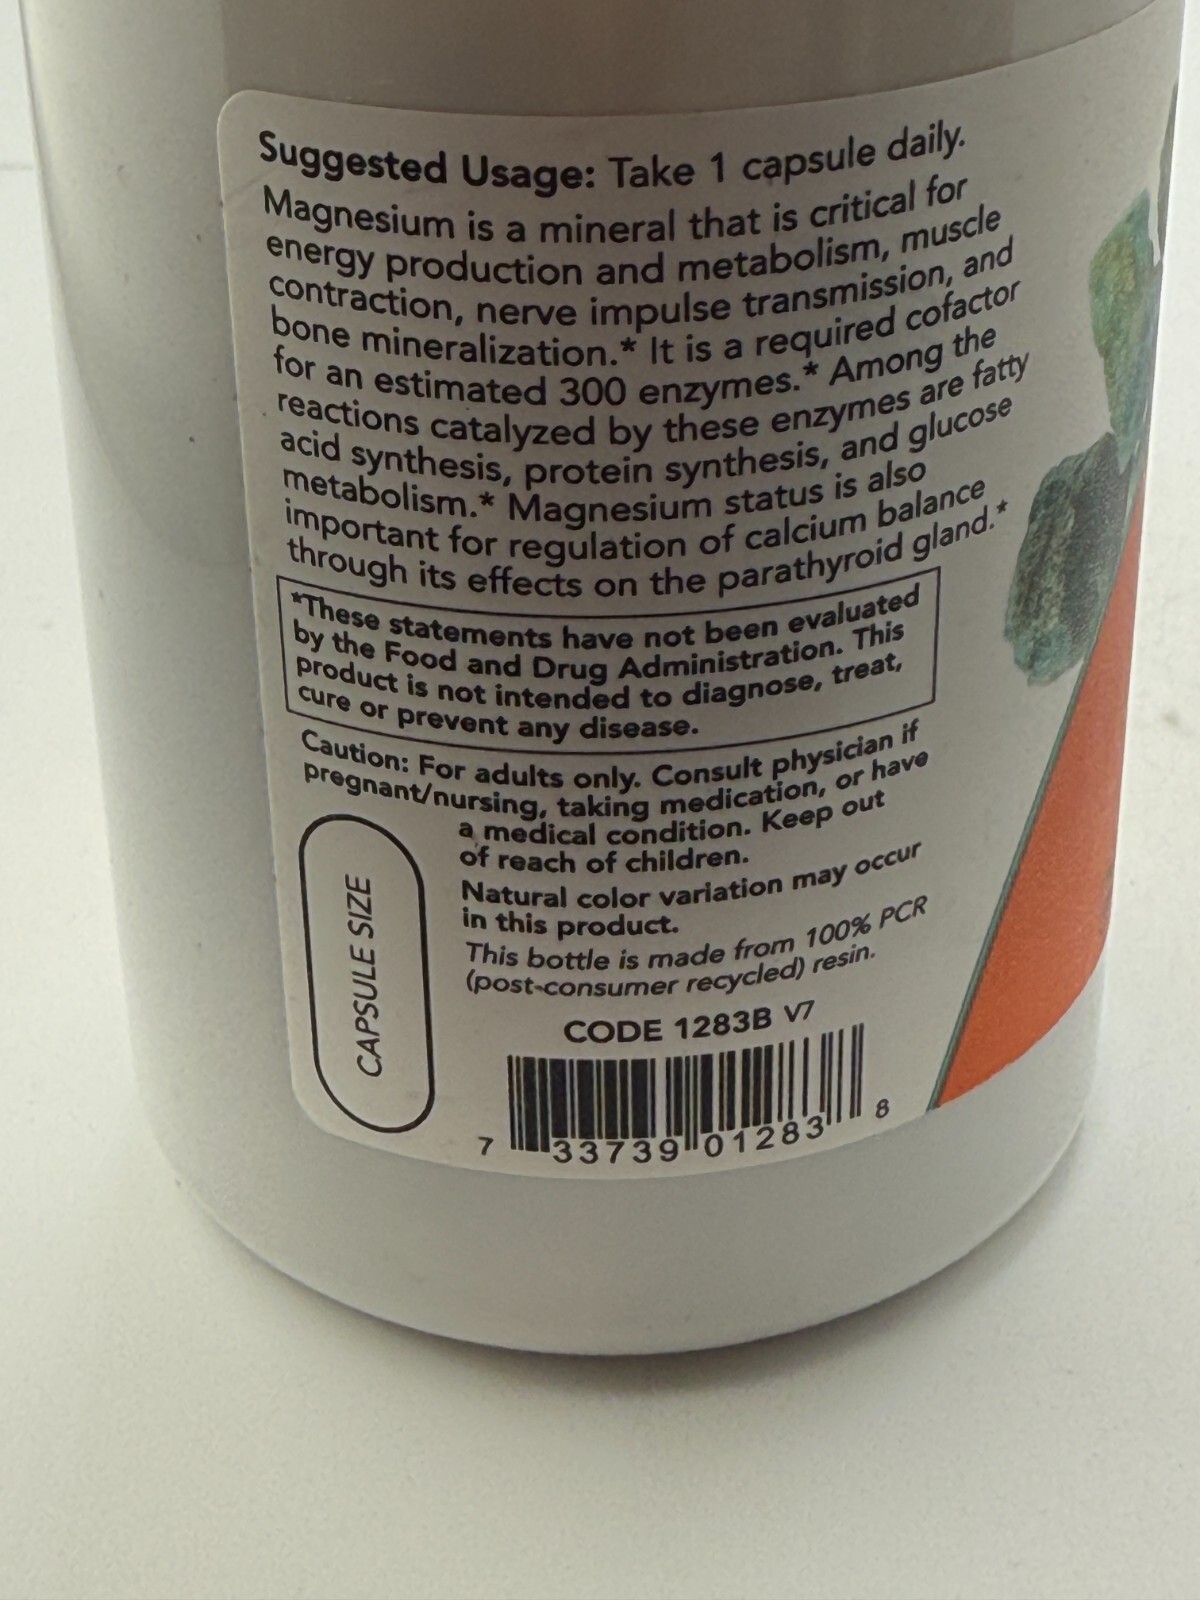 Suggested Usage: Take 1 capsule daily.
Magnesium is a mineral that is critical for
energy production and metabolism, muscle
contraction, nerve impulse transmission, and
bone mineralization.* It is a required cofactor
for an estimated 300 enzymes.* Among the
reactions catalyzed by these enzymes are fatty
acid synthesis, protein synthesis, and glucose
metabolism.* Magnesium status is also
important for regulation of calcium balance
through its effects on the parathyroid gland.*
*These statements have not been evaluated
by the Food and Drug Administration. This
product is not intended to diagnose, treat,
cure or prevent any disease.
Caution: For adults only. Consult physician if
pregnant/nursing, taking medication, or have
a medical condition. Keep out
of reach of children.
Natural color variation may occur
in this product.
This bottle is made from 100% PCR
(post-consumer recycled) resin.
CAPSULE SIZE
CODE 1283B V7
7 33739 01283 8